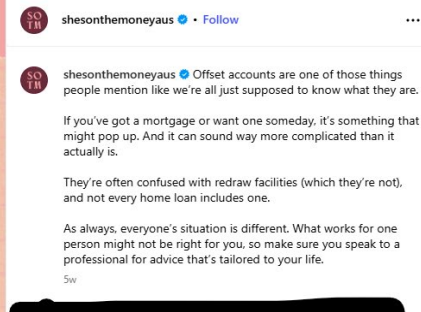 SO
TM
shesonthemoneyaus • Follow
SO
TM
shesonthemoneyaus Offset accounts are one of those things
people mention like we're all just supposed to know what they are.
If you've got a mortgage or want one someday, it's something that
might pop up. And it can sound way more complicated than it
actually is.
They're often confused with redraw facilities (which they're not),
and not every home loan includes one.
As always, everyone's situation is different. What works for one
person might not be right for you, so make sure you speak to a
professional for advice that's tailored to your life.
5w